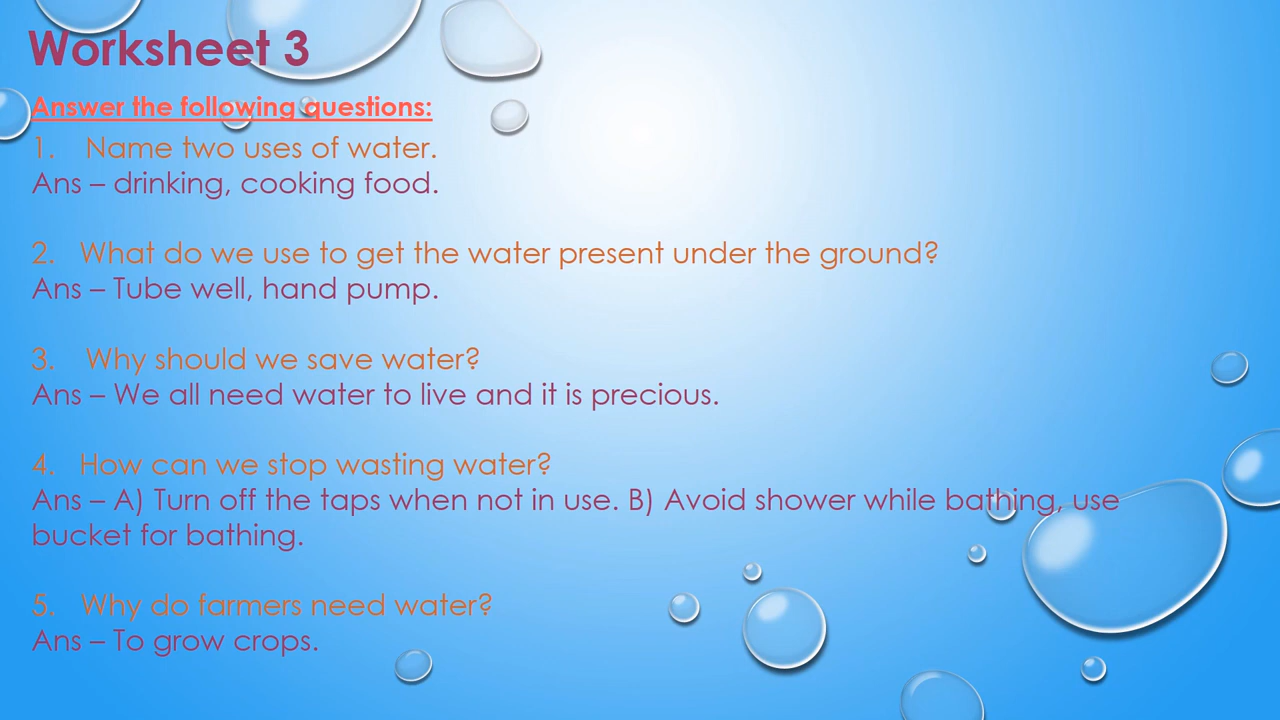 Worksheet 3
Answer the following questions:
1. Name two uses of water.
Ans – drinking, cooking food.
2. What do we use to get the water present under the ground?
Ans – Tube well, hand pump.
3. Why should we save water?
Ans – We all need water to live and it is precious.
4. How can we stop wasting water?
Ans – A) Turn off the taps when not in use. B) Avoid shower while bathing, use
bucket for bathing.
5. Why do farmers need water?
Ans – To grow crops.